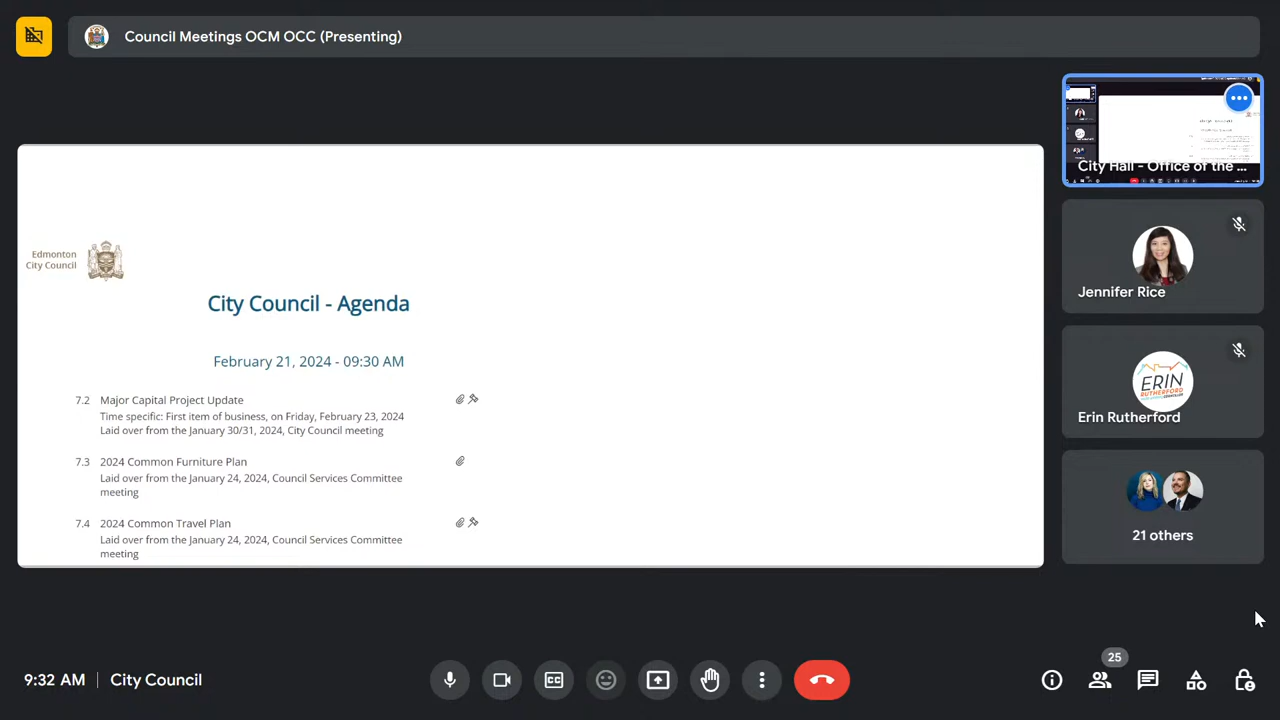 Council Meetings OCM OCC (Presenting)
City Hall - Office of the ...
Edmonton
City Council
City Council - Agenda
February 21, 2024 - 09:30 AM
7.2 Major Capital Project Update
Time specific: First item of business, on Friday, February 23, 2024
Laid over from the January 30/31, 2024, City Council meeting
7.3 2024 Common Furniture Plan
Laid over from the January 24, 2024, Council Services Committee
meeting
7.4 2024 Common Travel Plan
Laid over from the January 24, 2024, Council Services Committee
meeting
Jennifer Rice
ERIN
RUTHERFORD
Erin Rutherford
21 others
25
9:32 AM | City Council
CC